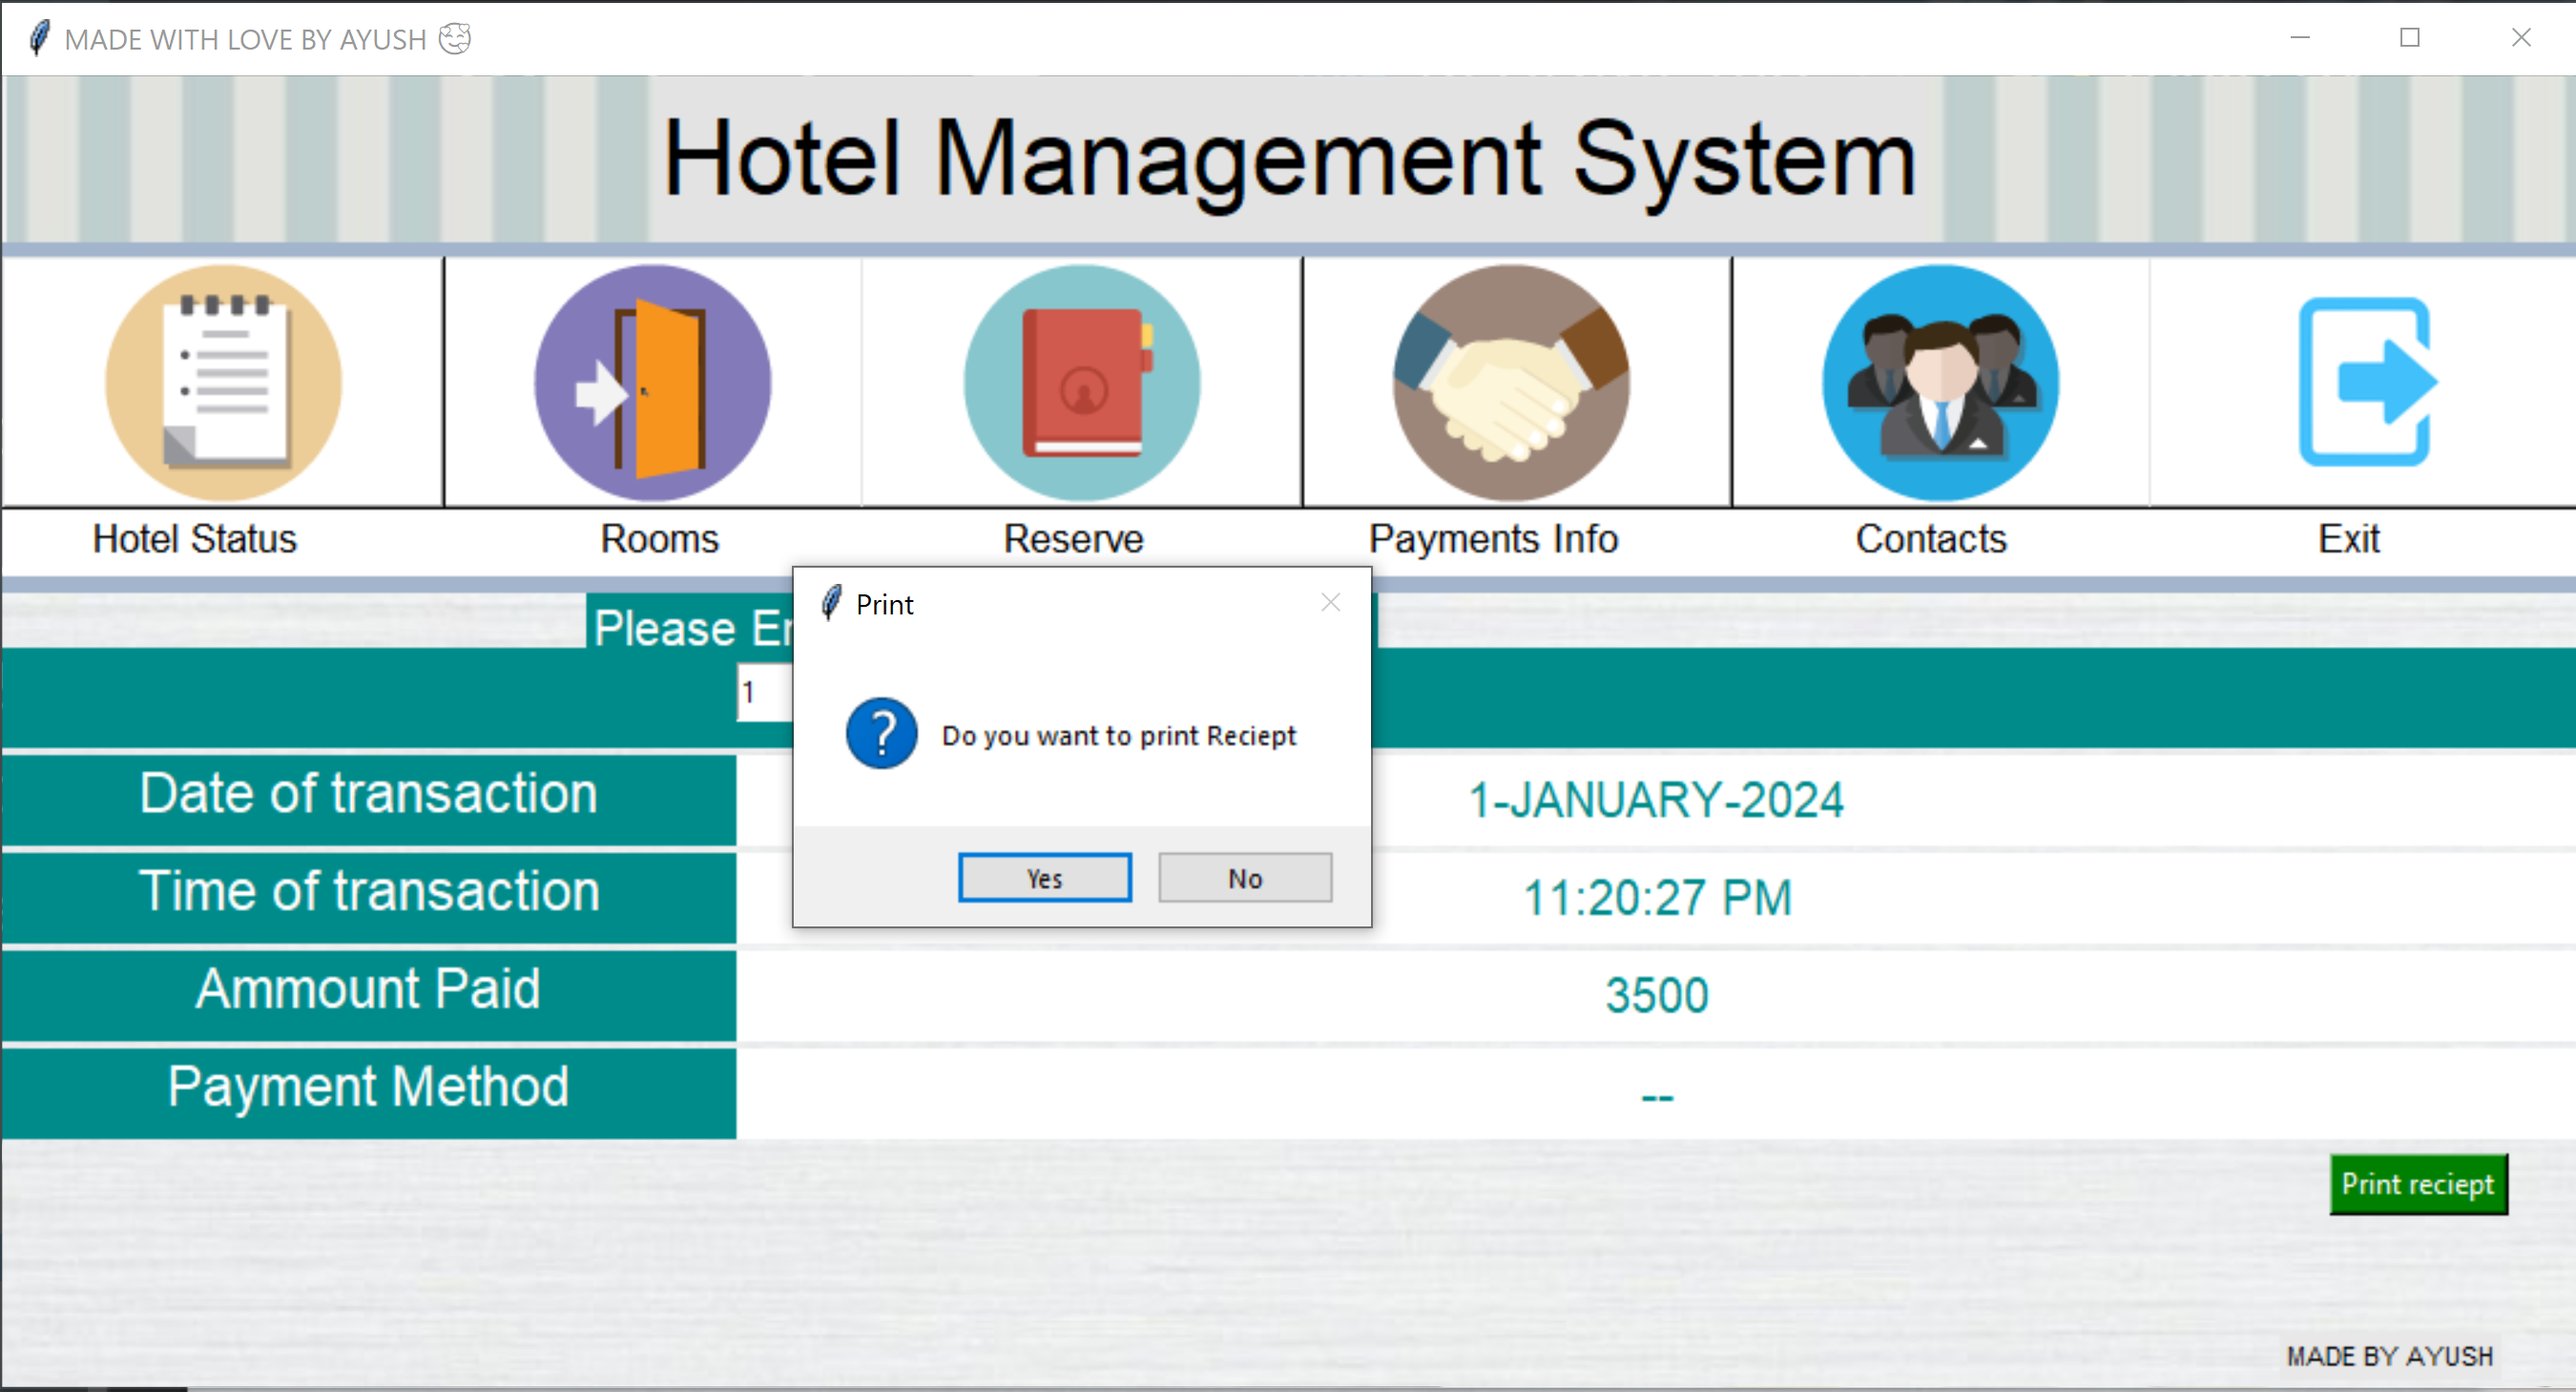 MADE WITH LOVE BY AYUSH 🥰
Hotel Management System
Hotel Status Rooms Reserve Payments Info Contacts Exit
Please
1
Print
Do you want to print Reciept
Yes No
Date of transaction 1-JANUARY-2024
Time of transaction 11:20:27 PM
Ammount Paid 3500
Payment Method --
Print reciept
MADE BY AYUSH